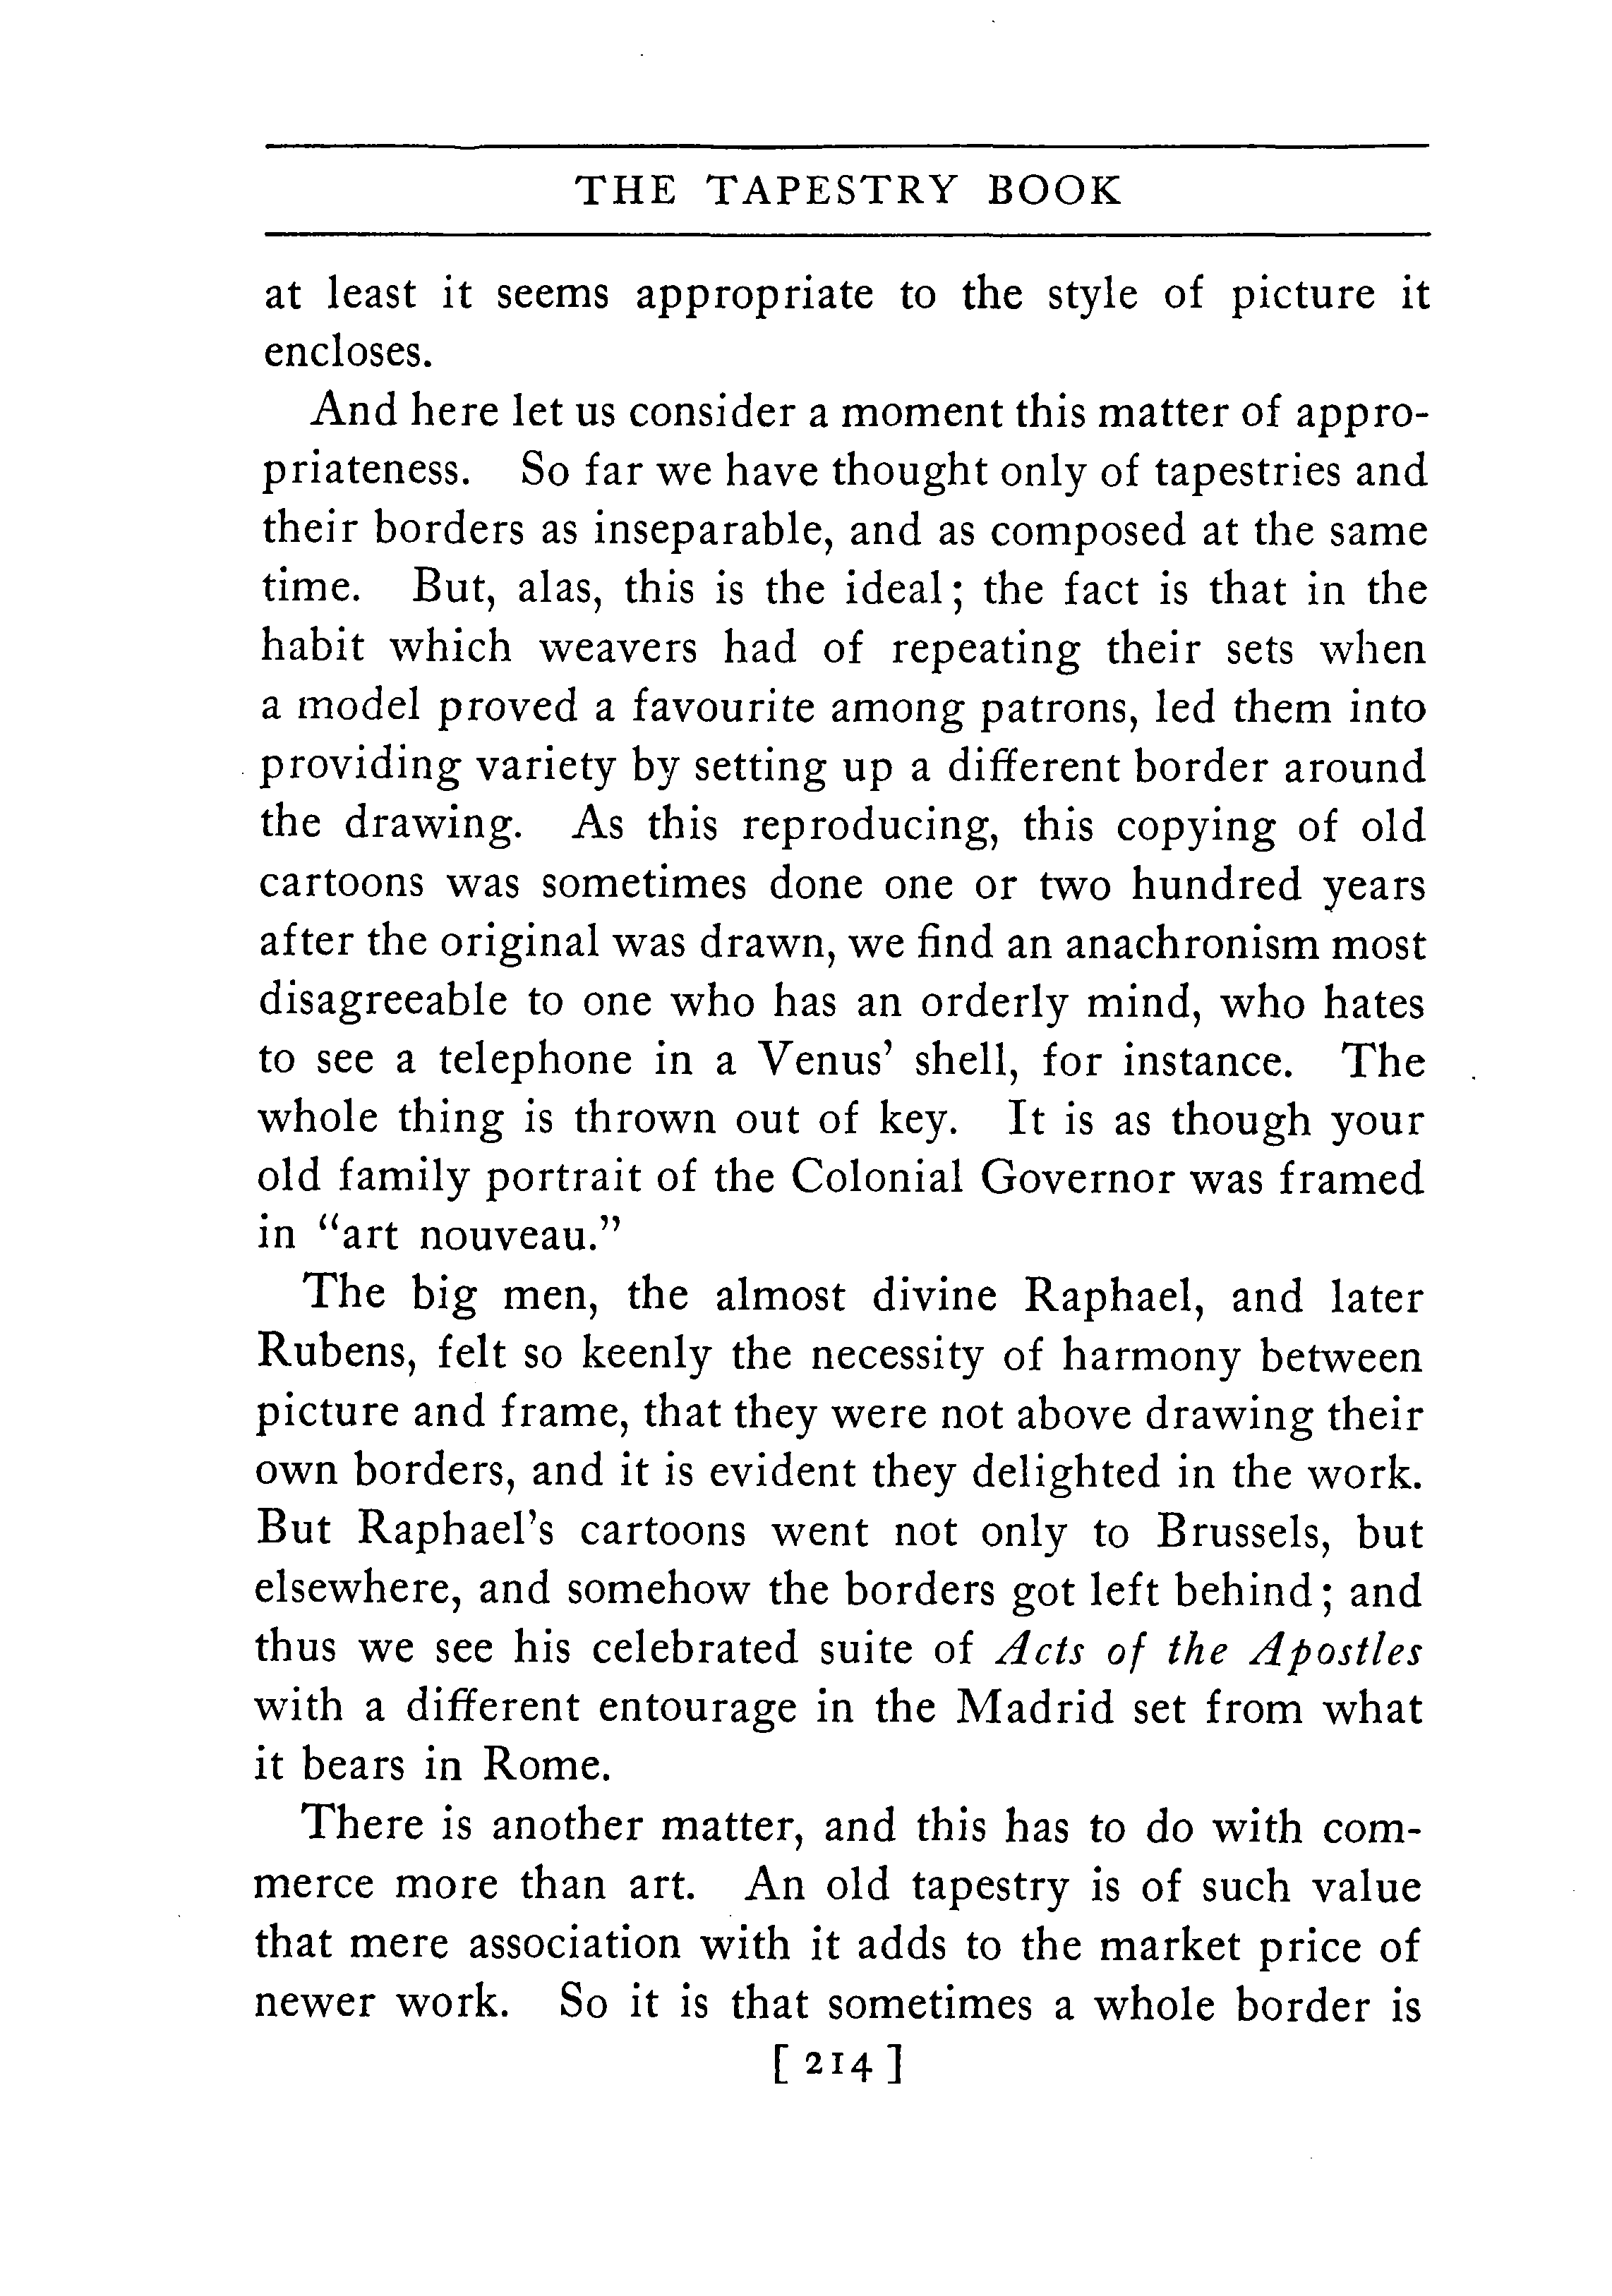 THE TAPESTRY BOOK
at least it seems appropriate to the style of picture it
encloses.
And here let us consider a moment this matter of appro-
priateness. So far we have thought only of tapestries and
their borders as inseparable, and as composed at the same
time. But, alas, this is the ideal; the fact is that in the
habit which weavers had of repeating their sets when
a model proved a favourite among patrons, led them into
providing variety by setting up a different border around
the drawing. As this reproducing, this copying of old
cartoons was sometimes done one or two hundred years
after the original was drawn, we find an anachronism most
disagreeable to one who has an orderly mind, who hates
to see a telephone in a Venus' shell, for instance. The
whole thing is thrown out of key. It is as though your
old family portrait of the Colonial Governor was framed
in "art nouveau."
The big men, the almost divine Raphael, and later
Rubens, felt so keenly the necessity of harmony between
picture and frame, that they were not above drawing their
own borders, and it is evident they delighted in the work.
But Raphael's cartoons went not only to Brussels, but
elsewhere, and somehow the borders got left behind; and
thus we see his celebrated suite of Acts of the Apostles
with a different entourage in the Madrid set from what
it bears in Rome.
There is another matter, and this has to do with com-
merce more than art. An old tapestry is of such value
that mere association with it adds to the market price of
newer work. So it is that sometimes a whole border is
[ 214 ]